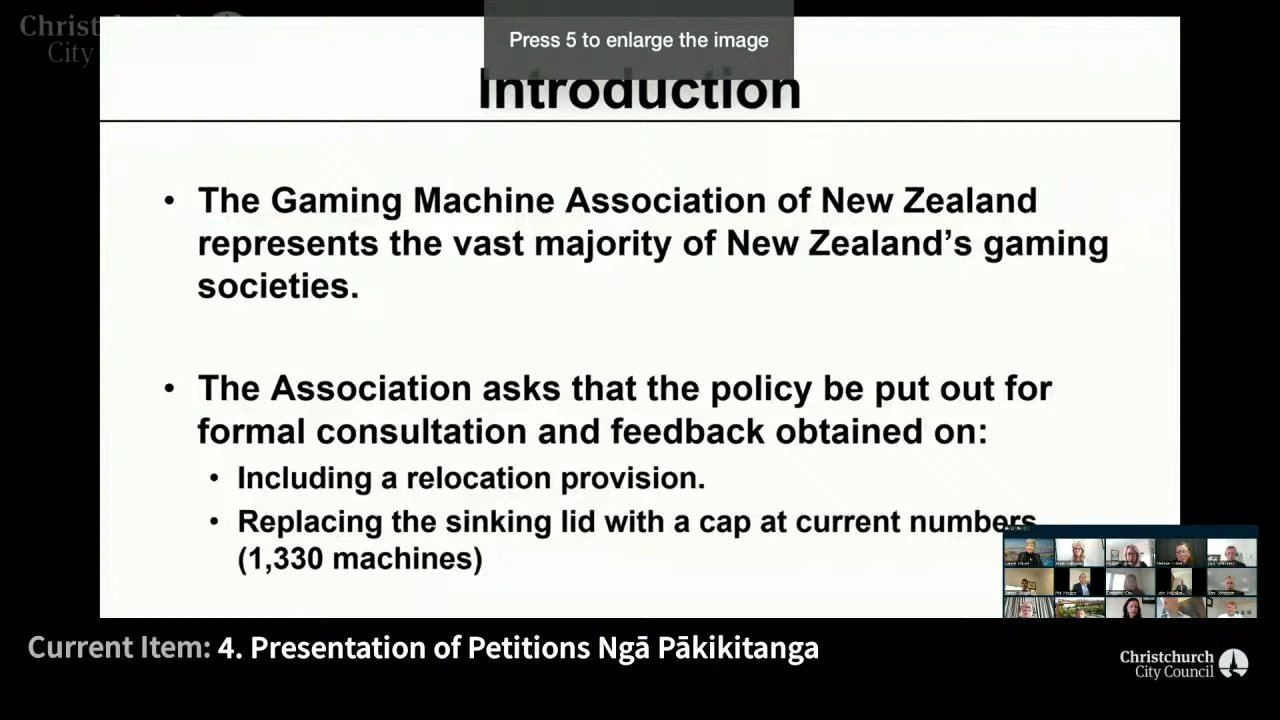 Christ
City
Press 5 to enlarge the image
Introduction
• The Gaming Machine Association of New Zealand
represents the vast majority of New Zealand’s gaming
societies.
• The Association asks that the policy be put out for
formal consultation and feedback obtained on:
• Including a relocation provision.
• Replacing the sinking lid with a cap at current numbers
(1,330 machines)
Current Item: 4. Presentation of Petitions Ngā Pākikitanga
Christchurch
City Council